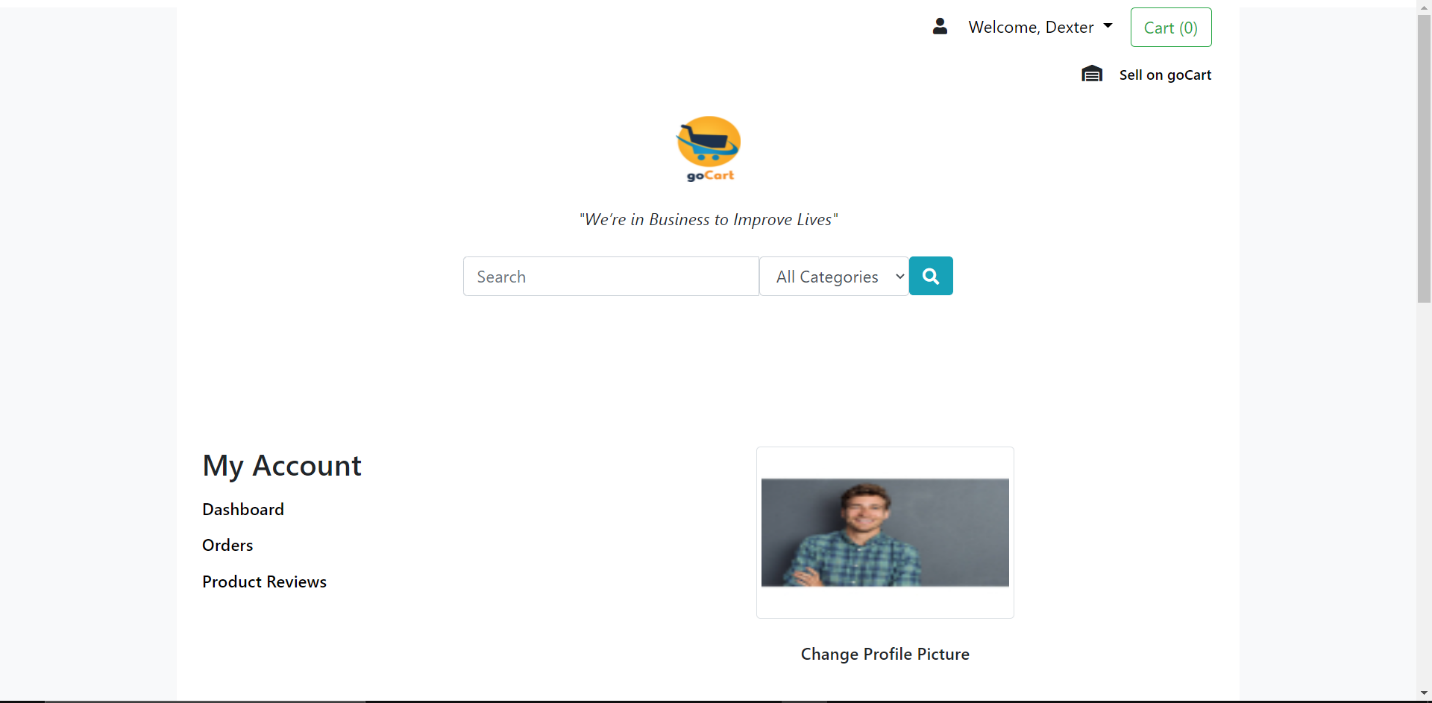 Welcome, Dexter
Cart (0)
Sell on goCart
goCart
"We're in Business to Improve Lives"
Search
All Categories
My Account
Dashboard
Orders
Product Reviews
Change Profile Picture